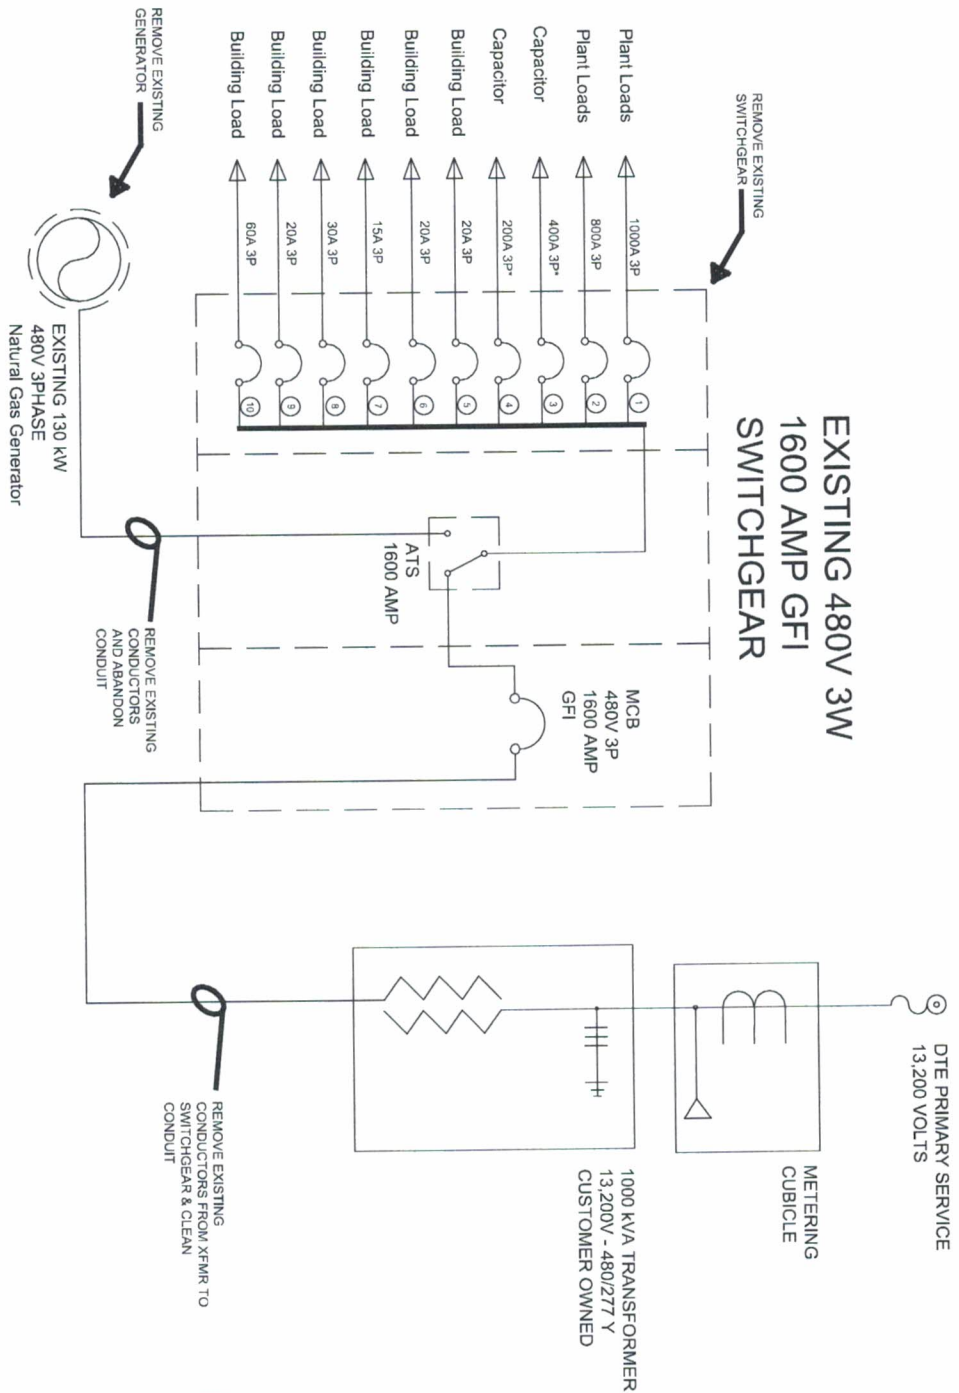 DTE PRIMARY SERVICE
13,200 VOLTS
METERING
CUBICLE
1000 kVA TRANSFORMER
13,200V - 480/277 Y
CUSTOMER OWNED
REMOVE EXISTING
CONDUCTORS FROM XFMR TO
SWITCHGEAR & CLEAN
CONDUIT
EXISTING 480V 3W
1600 AMP GFI
SWITCHGEAR
REMOVE EXISTING
SWITCHGEAR
MCB
480V 3P
1600 AMP
GFI
ATS
1600 AMP
REMOVE EXISTING
CONDUCTORS
AND ABANDON
CONDUIT
Plant Loads
1000A 3P
1
Plant Loads
800A 3P
2
Capacitor
400A 3P*
3
Capacitor
200A 3P*
4
Building Load
20A 3P
5
Building Load
20A 3P
6
Building Load
15A 3P
7
Building Load
30A 3P
8
Building Load
20A 3P
9
Building Load
60A 3P
10
REMOVE EXISTING
GENERATOR
EXISTING 130 kW
480V 3PHASE
Natural Gas Generator